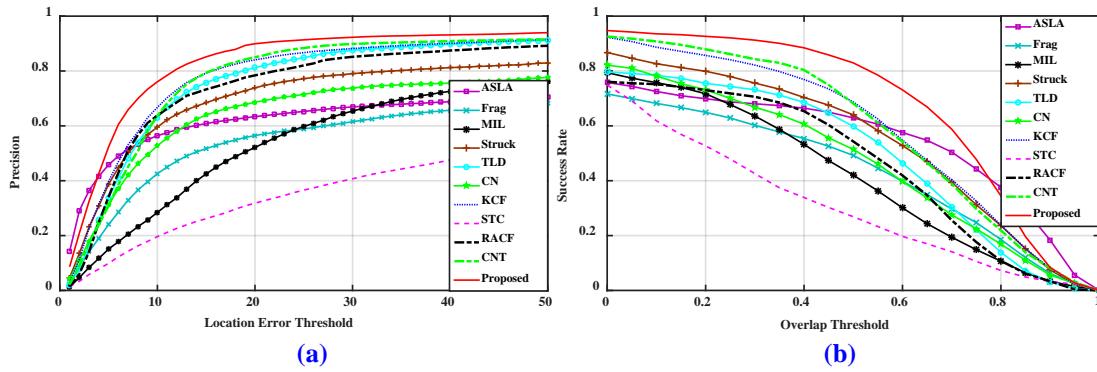 1
0.8
0.6
0.4
0.2
0
Precision
0 10 20 30 40 50
Location Error Threshold
ASLA
Frag
MIL
Struck
TLD
CN
KCF
STC
RACF
CNT
Proposed
(a)
1
0.8
0.6
0.4
0.2
0
Success Rate
0 0.2 0.4 0.6 0.8 1
Overlap Threshold
ASLA
Frag
MIL
Struck
TLD
CN
KCF
STC
RACF
CNT
Proposed
(b)